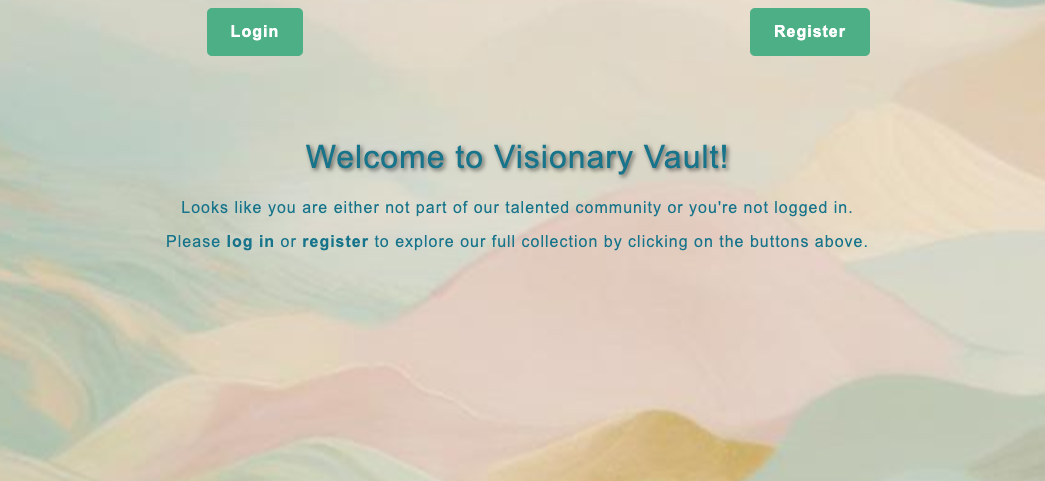 Login
Register
Welcome to Visionary Vault!
Looks like you are either not part of our talented community or you're not logged in.
Please log in or register to explore our full collection by clicking on the buttons above.